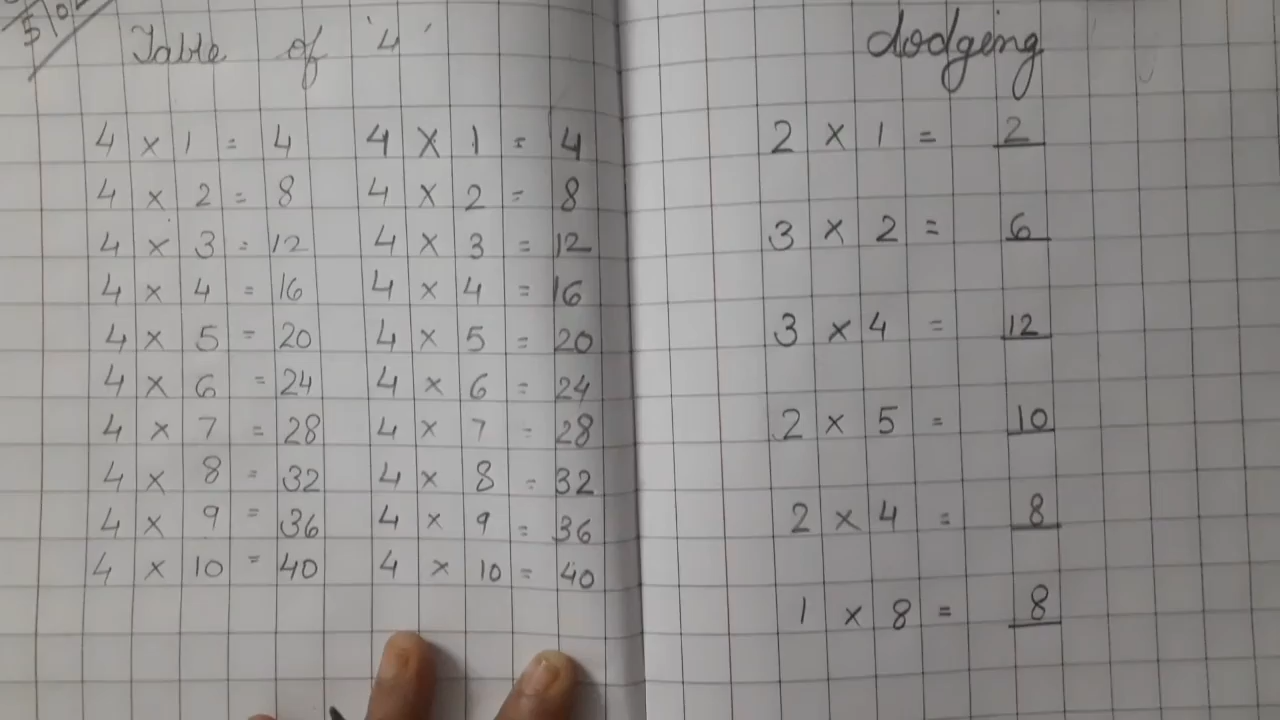 Table of '4'
4 × 1 = 4 4 × 1 = 4
4 × 2 = 8 4 × 2 = 8
4 × 3 = 12 4 × 3 = 12
4 × 4 = 16 4 × 4 = 16
4 × 5 = 20 4 × 5 = 20
4 × 6 = 24 4 × 6 = 24
4 × 7 = 28 4 × 7 = 28
4 × 8 = 32 4 × 8 = 32
4 × 9 = 36 4 × 9 = 36
4 × 10 = 40 4 × 10 = 40
dodging
2 × 1 = 2
3 × 2 = 6
3 × 4 = 12
2 × 5 = 10
2 × 4 = 8
1 × 8 = 8